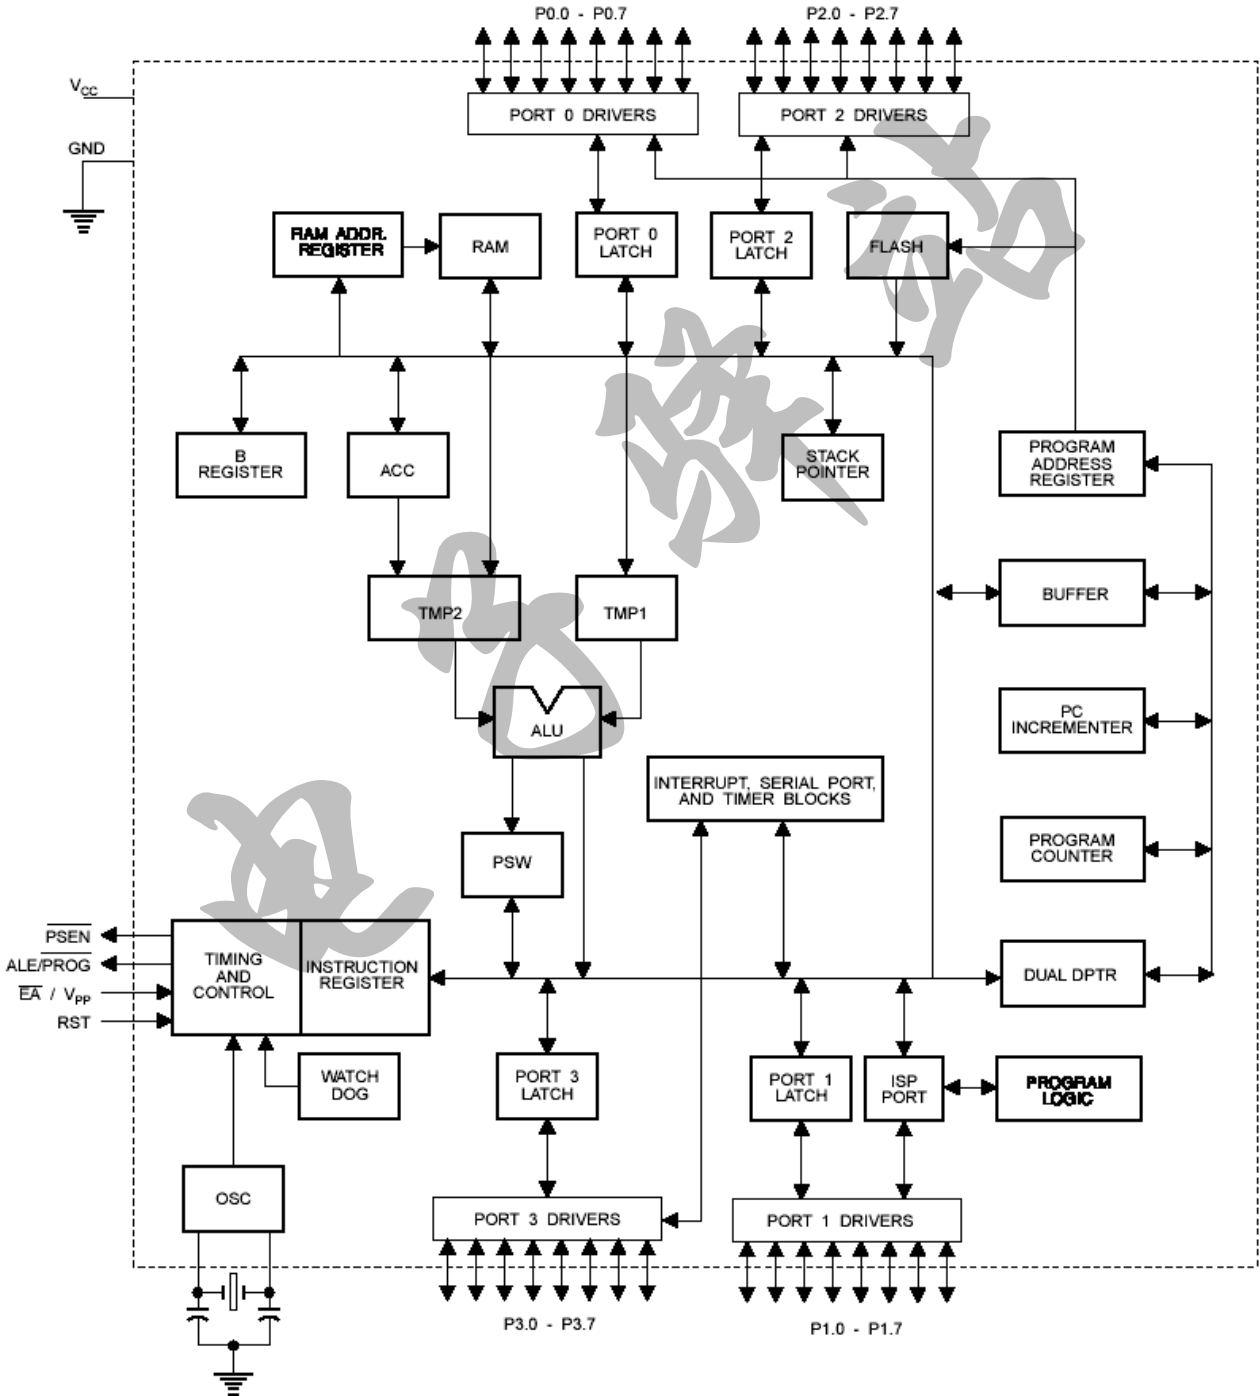 P0.0 - P0.7
P2.0 - P2.7
VCC
GND
PORT 0 DRIVERS
PORT 2 DRIVERS
RAM ADDR.
REGISTER
RAM
PORT 0
LATCH
PORT 2
LATCH
FLASH
B
REGISTER
ACC
STACK
POINTER
PROGRAM
ADDRESS
REGISTER
TMP2
TMP1
BUFFER
ALU
PC
INCREMENTER
INTERRUPT, SERIAL PORT,
AND TIMER BLOCKS
PSW
PROGRAM
COUNTER
PSEN
ALE/PROG
EA / VPP
RST
TIMING
AND
CONTROL
INSTRUCTION
REGISTER
DUAL DPTR
WATCH
DOG
PORT 3
LATCH
PORT 1
LATCH
ISP
PORT
PROGRAM
LOGIC
OSC
PORT 3 DRIVERS
PORT 1 DRIVERS
P3.0 - P3.7
P1.0 - P1.7